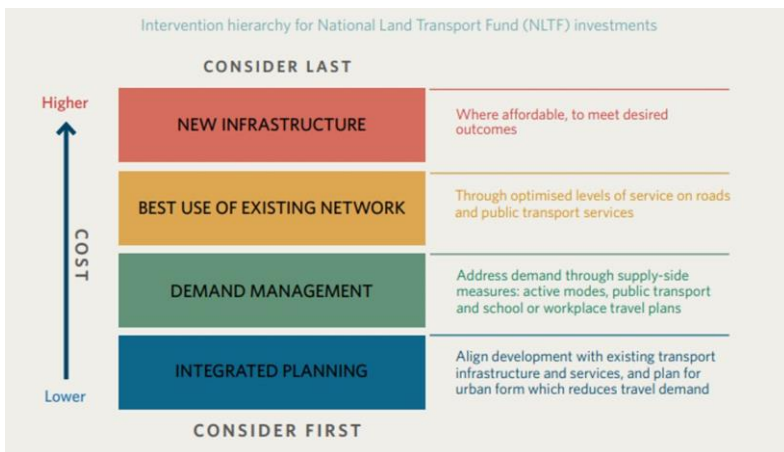 Intervention hierarchy for National Land Transport Fund (NLTF) investments
CONSIDER LAST
Higher
COST
Lower
NEW INFRASTRUCTURE
Where affordable, to meet desired
outcomes
BEST USE OF EXISTING NETWORK
Through optimised levels of service on roads
and public transport services
DEMAND MANAGEMENT
Address demand through supply-side
measures: active modes, public transport
and school or workplace travel plans
INTEGRATED PLANNING
Align development with existing transport
infrastructure and services, and plan for
urban form which reduces travel demand
CONSIDER FIRST